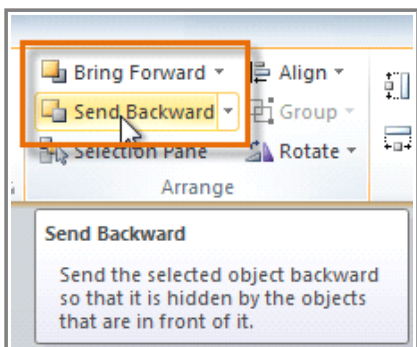 Bring Forward Align
Send Backward Group
Selection Pane Rotate
Arrange
Send Backward
Send the selected object backward
so that it is hidden by the objects
that are in front of it.